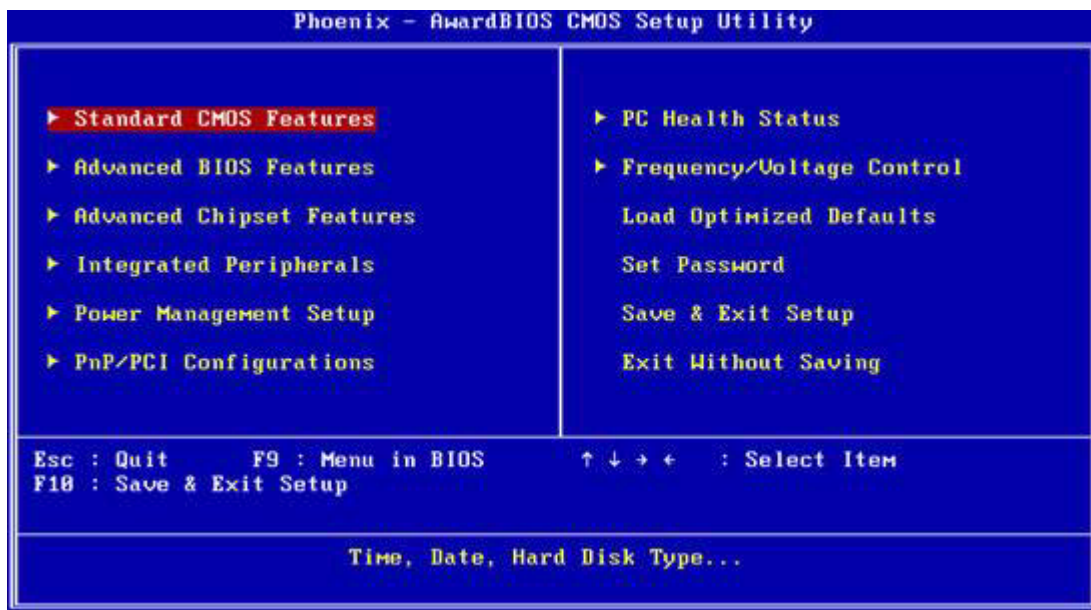 Phoenix - AwardBIOS CMOS Setup Utility
► Standard CMOS Features
► Advanced BIOS Features
► Advanced Chipset Features
► Integrated Peripherals
► Power Management Setup
► PnP/PCI Configurations
► PC Health Status
► Frequency/Voltage Control
Load Optimized Defaults
Set Password
Save & Exit Setup
Exit Without Saving
Esc : Quit F9 : Menu in BIOS ↑ ↓ → ← : Select Item
F10 : Save & Exit Setup
Time, Date, Hard Disk Type...